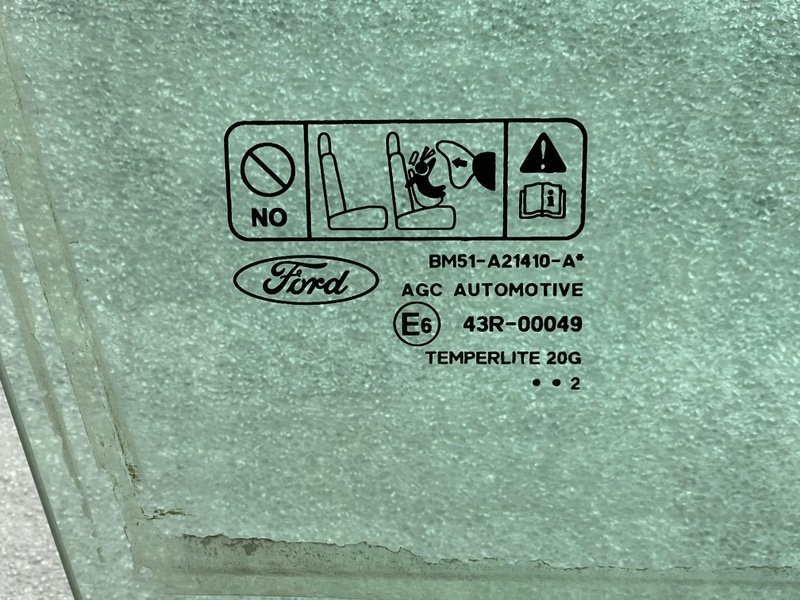 NO
Ford
BM51-A21410-A*
AGC AUTOMOTIVE
E6 43R-00049
TEMPERLITE 20G
• • 2